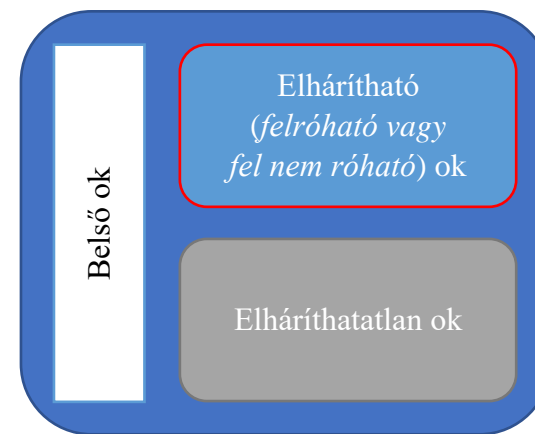 Belső ok
Elhárítható
(felróható vagy
fel nem róható) ok
Elháríthatatlan ok